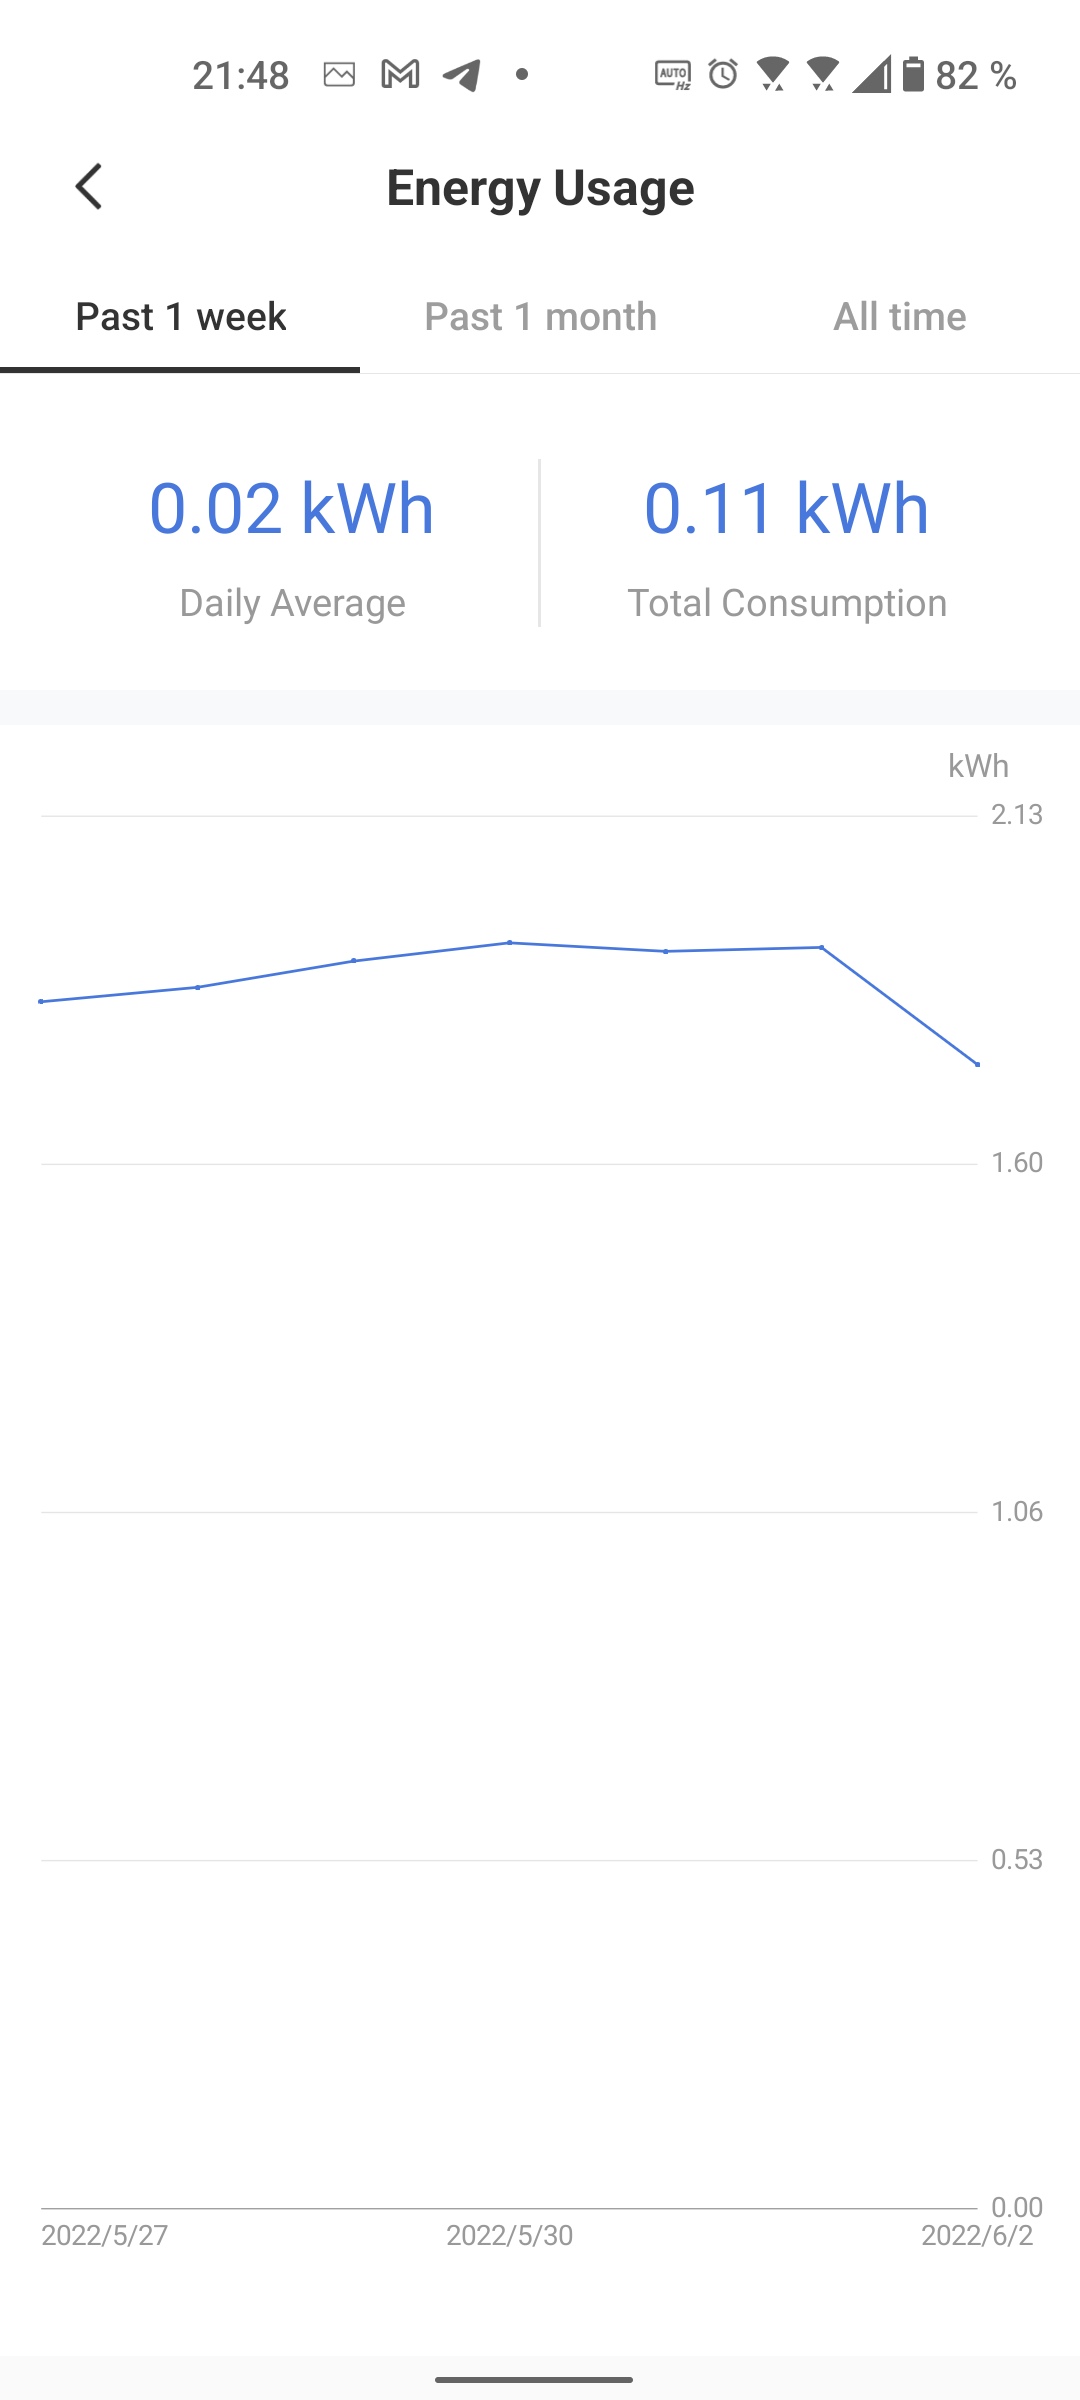 21:48 AUTO Hz 82 %
Energy Usage
Past 1 week Past 1 month All time
0.02 kWh 0.11 kWh
Daily Average Total Consumption
kWh
2.13
1.60
1.06
0.53
0.00
2022/5/27 2022/5/30 2022/6/2